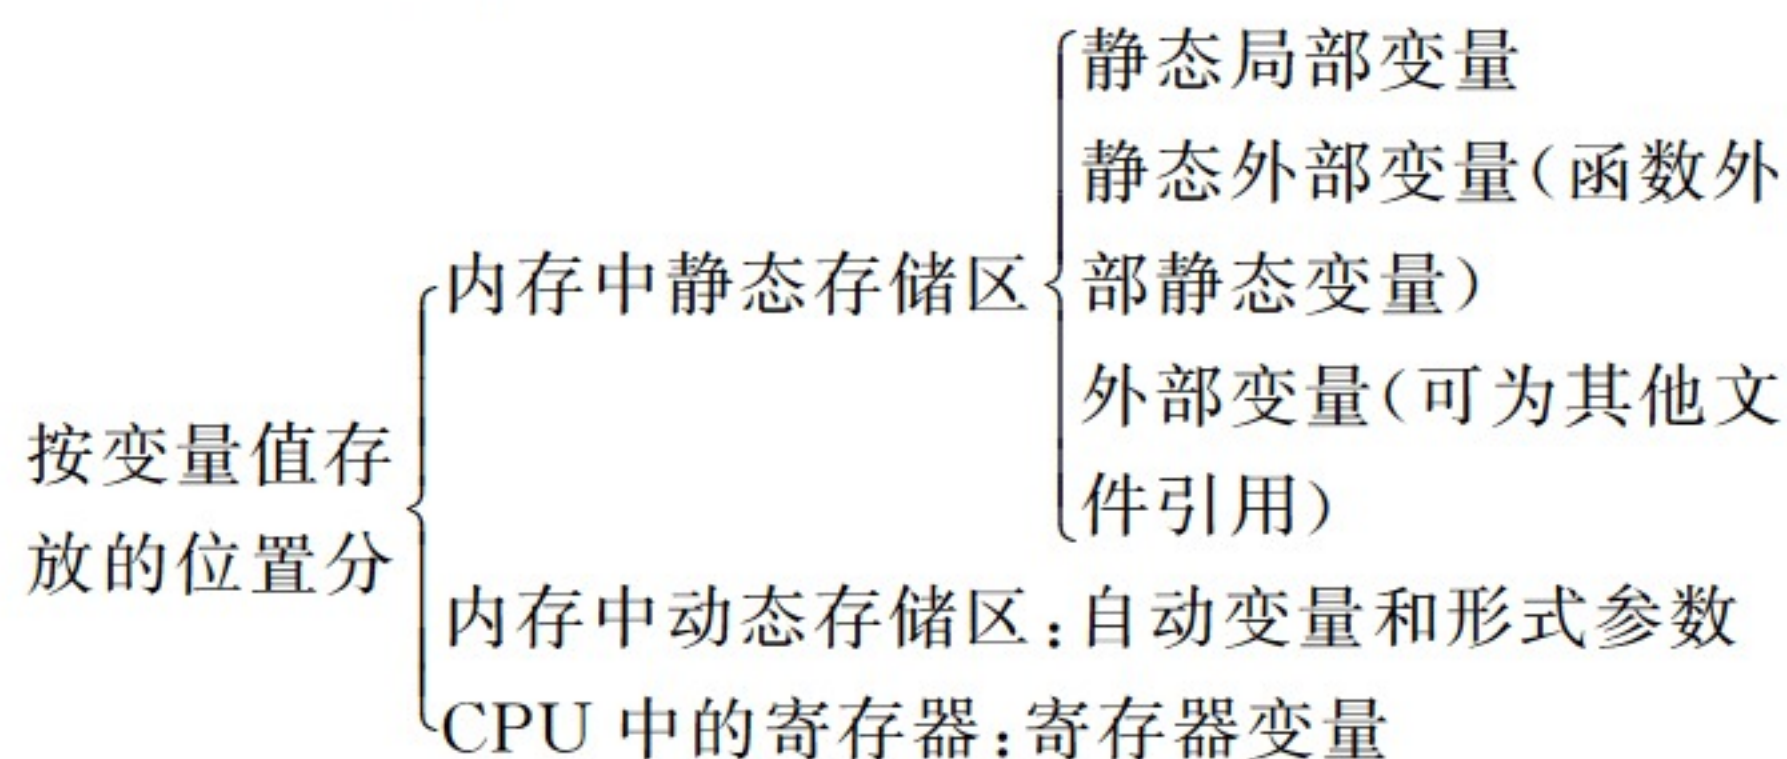 静态局部变量
静态外部变量(函数外
内存中静态存储区
部静态变量)
外部变量(可为其他文
件引用)
按变量值存
放的位置分
内存中动态存储区:自动变量和形式参数
CPU 中的寄存器:寄存器变量